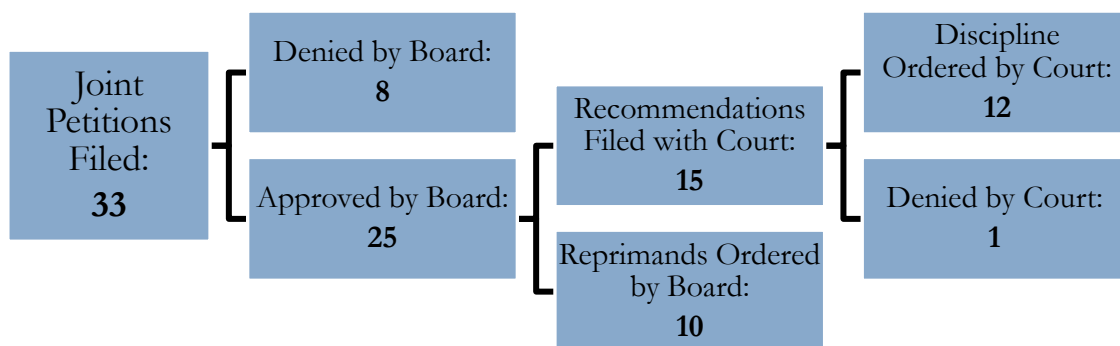 Joint
Petitions
Filed:
33
Denied by Board:
8
Approved by Board:
25
Recommendations
Filed with Court:
15
Reprimands Ordered
by Board:
10
Discipline
Ordered by Court:
12
Denied by Court:
1